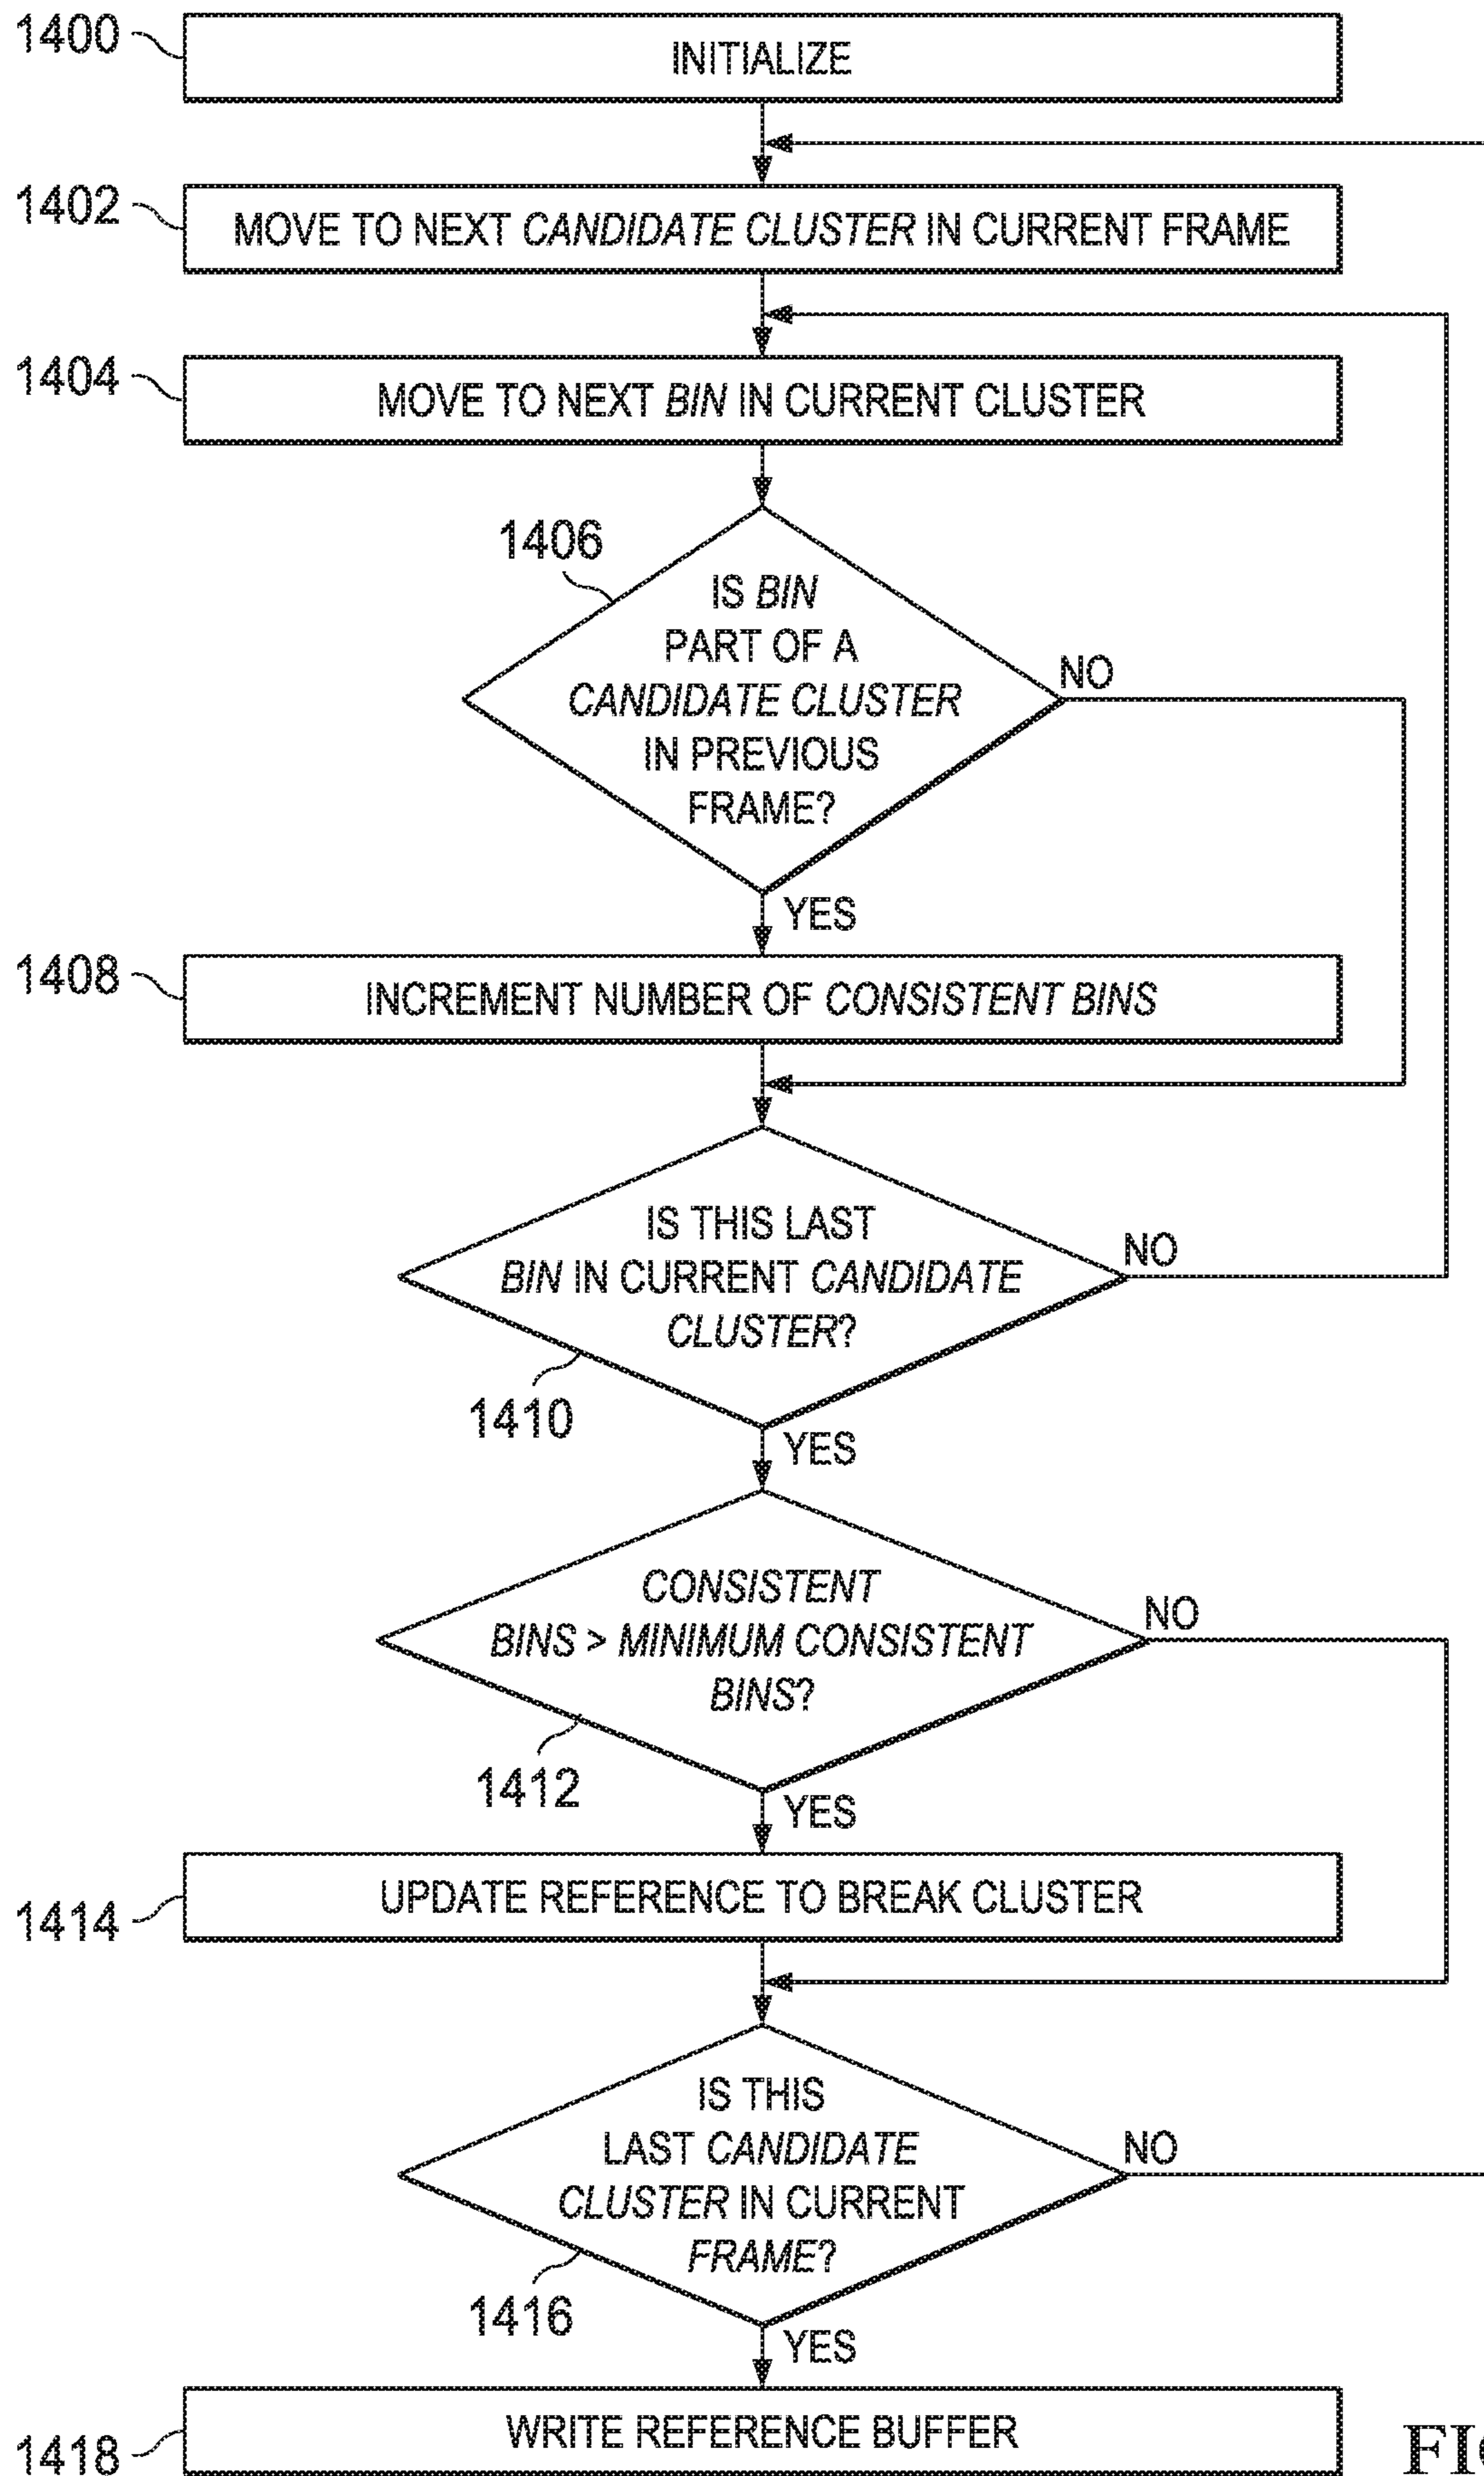 1400
INITIALIZE
1402
MOVE TO NEXT CANDIDATE CLUSTER IN CURRENT FRAME
1404
MOVE TO NEXT BIN IN CURRENT CLUSTER
1406
IS BIN
PART OF A
CANDIDATE CLUSTER
IN PREVIOUS
FRAME?
NO
YES
1408
INCREMENT NUMBER OF CONSISTENT BINS
IS THIS LAST
BIN IN CURRENT CANDIDATE
CLUSTER?
NO
1410
YES
CONSISTENT
BINS > MINIMUM CONSISTENT
BINS?
NO
1412
YES
1414
UPDATE REFERENCE TO BREAK CLUSTER
IS THIS
LAST CANDIDATE
CLUSTER IN CURRENT
FRAME?
NO
1416
YES
1418
WRITE REFERENCE BUFFER